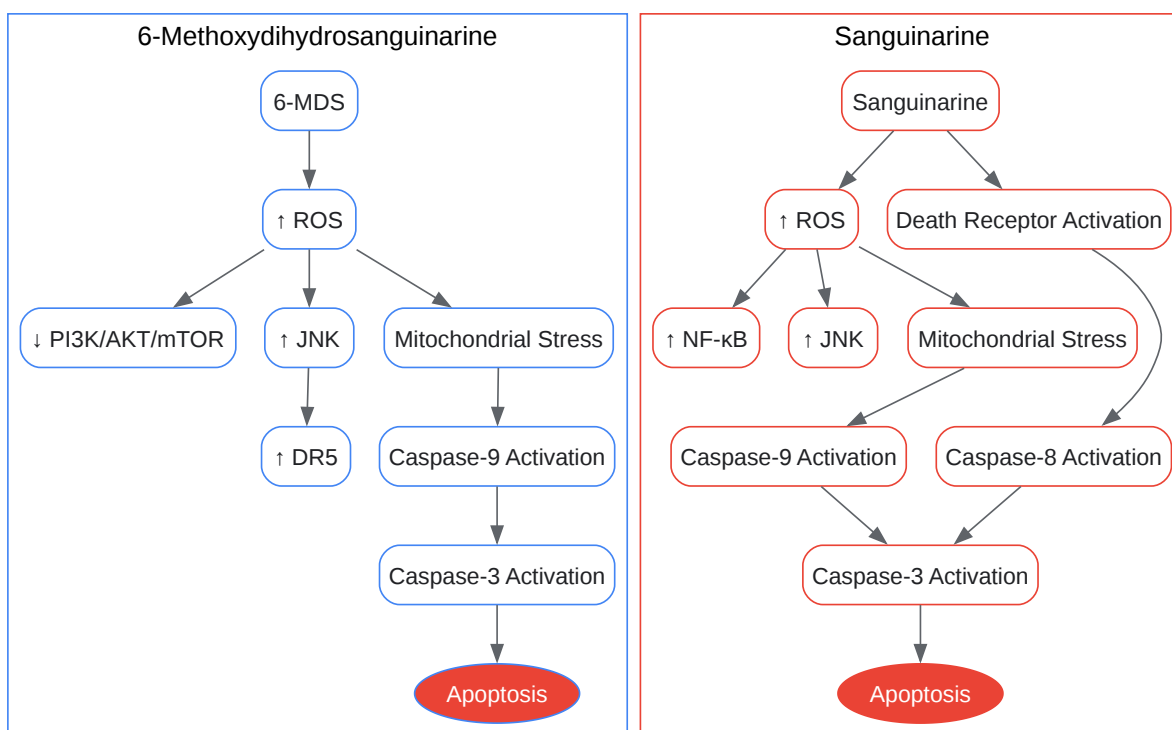 6-Methoxydihydrosanguinarine
6-MDS
↑ ROS
↓ PI3K/AKT/mTOR
↑ JNK
Mitochondrial Stress
↑ DR5
Caspase-9 Activation
Caspase-3 Activation
Apoptosis
Sanguinarine
Sanguinarine
↑ ROS
Death Receptor Activation
↑ NF-κB
↑ JNK
Mitochondrial Stress
Caspase-9 Activation
Caspase-8 Activation
Caspase-3 Activation
Apoptosis